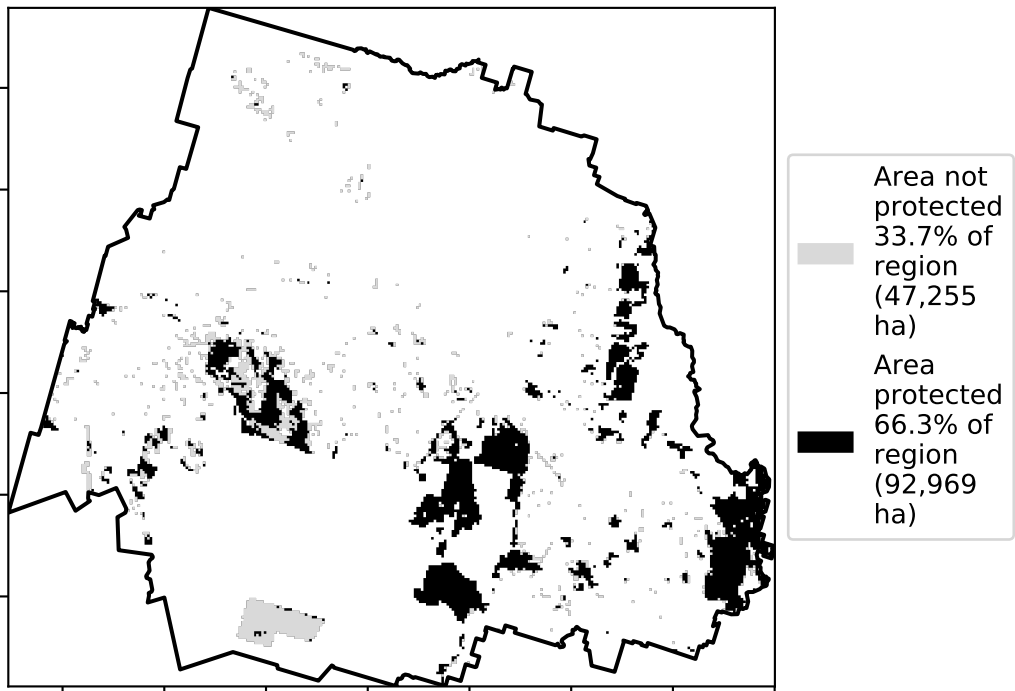 Area not
protected
33.7% of
region
(47,255
ha)
Area
protected
66.3% of
region
(92,969
ha)